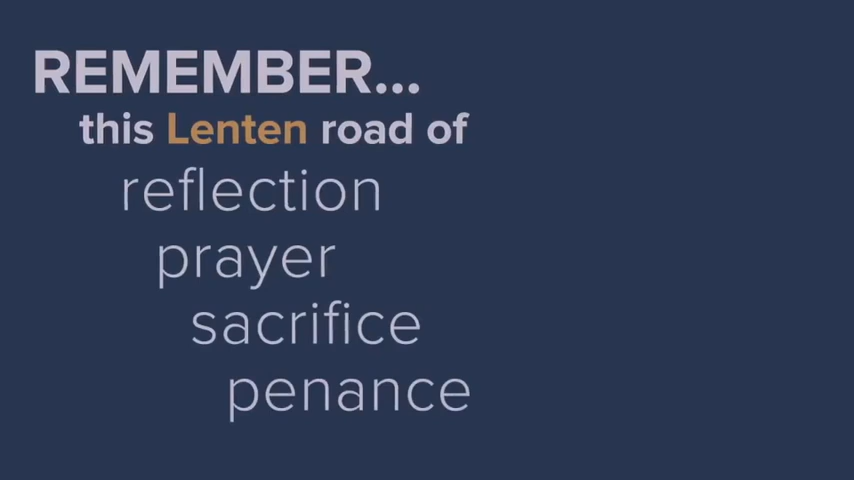 REMEMBER...
this Lenten road of
reflection
prayer
sacrifice
penance